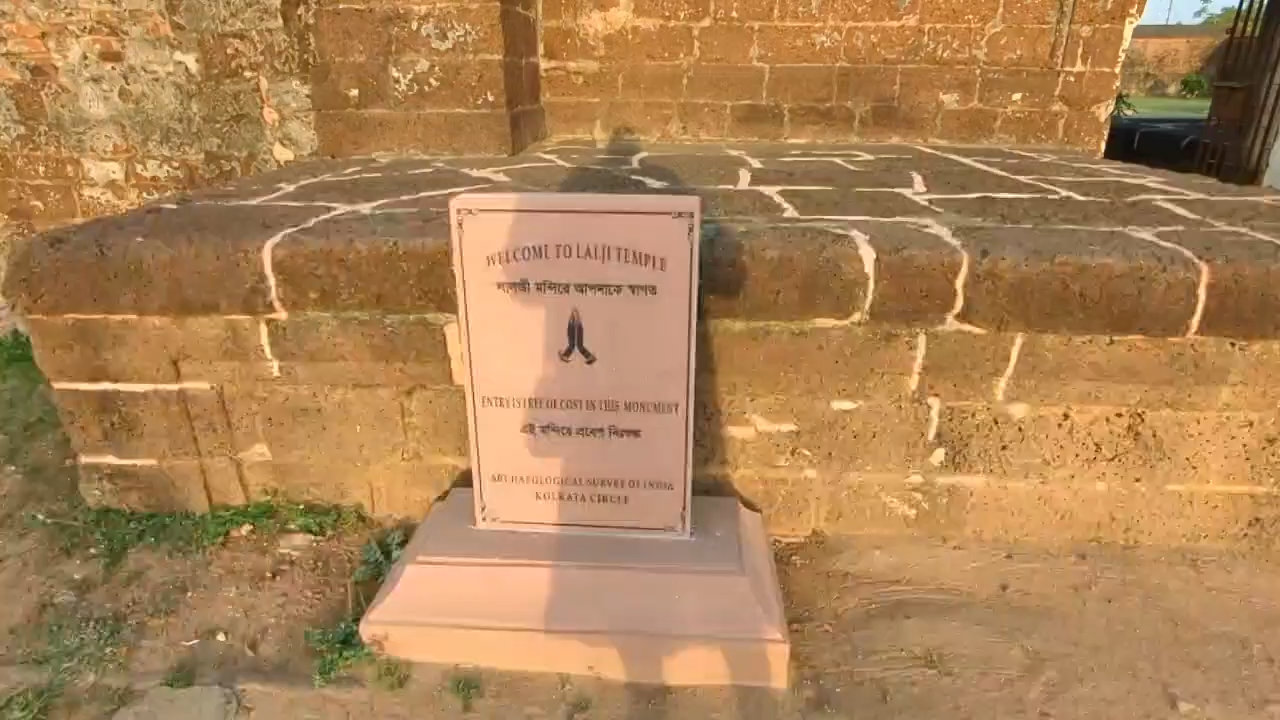 WELCOME TO LALJI TEMPLE
লালজী মন্দিরে আপনাকে স্বাগত
ENTRY IS FREE OF COST IN THIS MONUMENT
এই মন্দিরে প্রবেশ নিঃশুল্ক
ARCHAEOLOGICAL SURVEY OF INDIA
KOLKATA CIRCLE